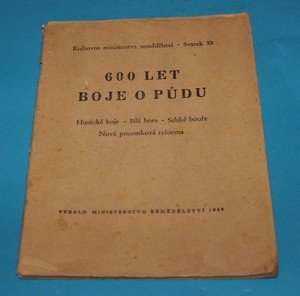 Knihovna ministerstva zemědělství · Svazek 53
600 LET
BOJE O PŮDU
Husitské boje · Bílá hora · Selské bouře
Nová pozemková reforma
VYDALO MINISTERSTVO ZEMĚDĚLSTVÍ 1948